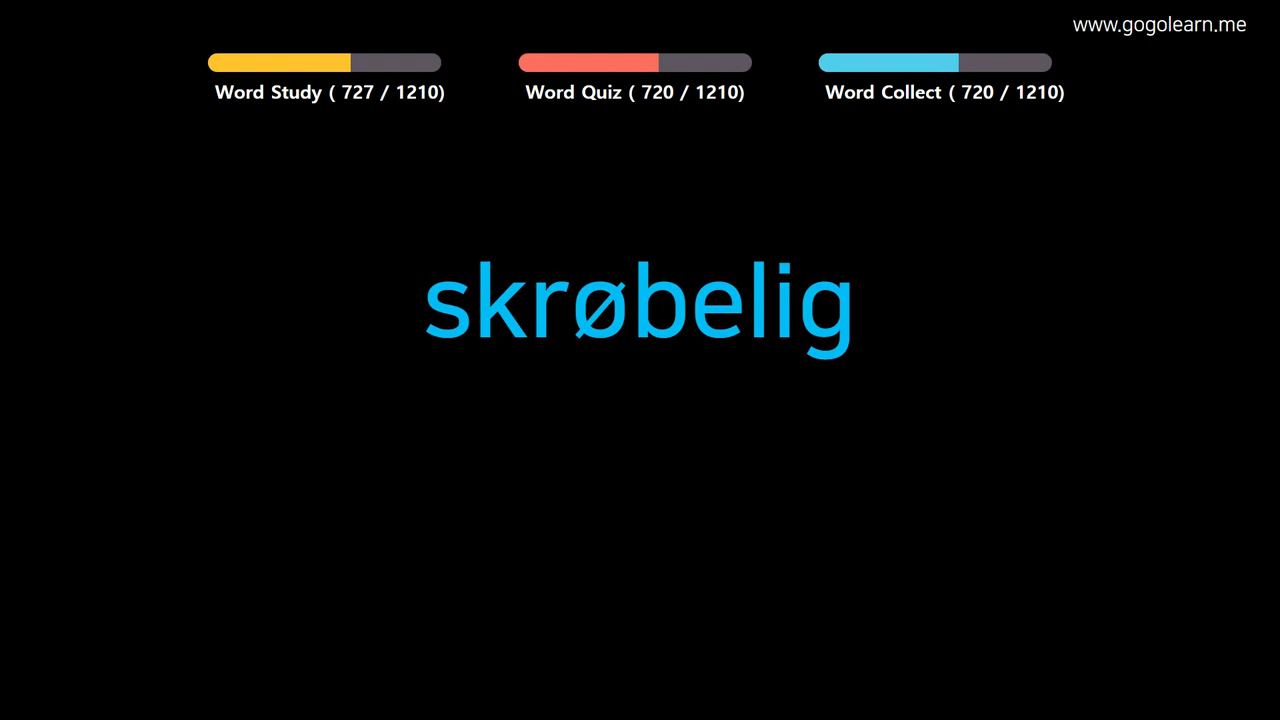 www.gogolearn.me
Word Study ( 727 / 1210)
Word Quiz ( 720 / 1210)
Word Collect ( 720 / 1210)
skrøbelig